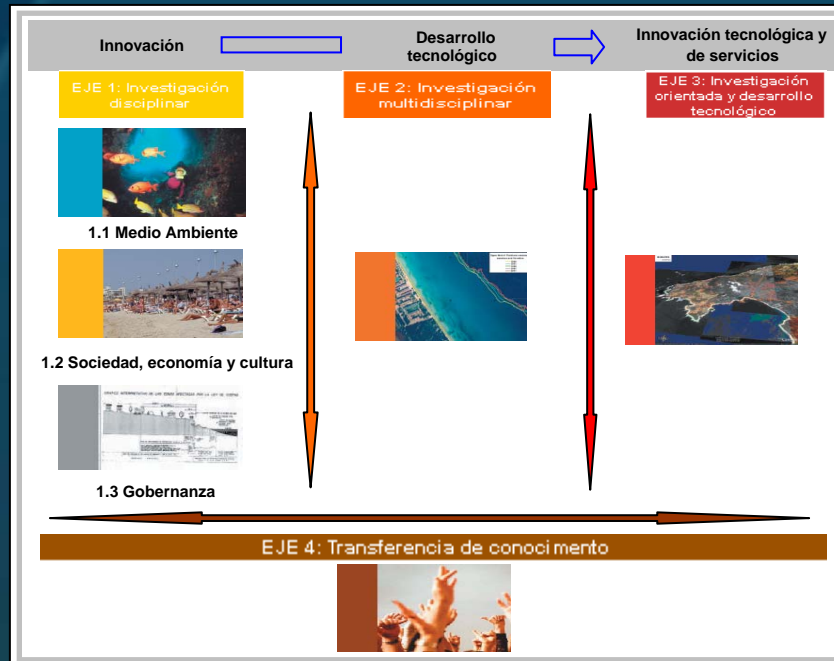 Innovación
Desarrollo
tecnológico
Innovación tecnológica y
de servicios
EJE 1: Investigación
disciplinar
EJE 2: Investigación
multidisciplinar
EJE 3: Investigación
orientada y desarrollo
tecnológico
1.1 Medio Ambiente
1.2 Sociedad, economía y cultura
1.3 Gobernanza
EJE 4: Transferencia de conocimento